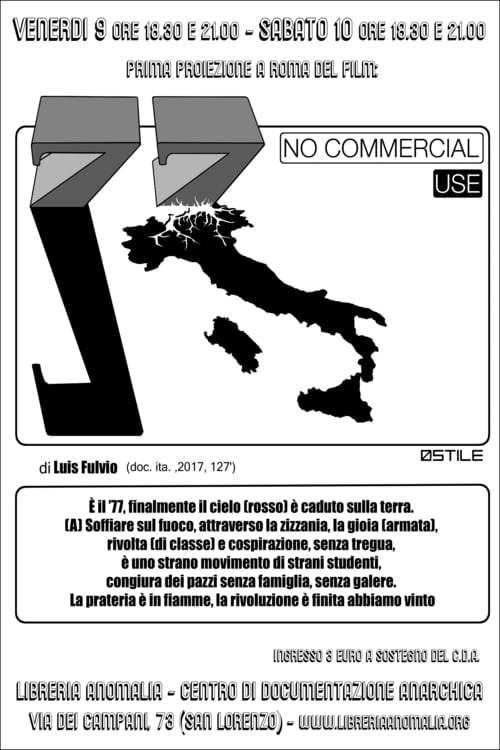 VENERDI 9 ORE 18.30 E 21.00 - SABATO 10 ORE 18.30 E 21.00
PRIMA PROIEZIONE A ROMA DEL FILM:
77
NO COMMERCIAL
USE
ØSTILE
di Luis Fulvio (doc. ita. ,2017, 127')
È il '77, finalmente il cielo (rosso) è caduto sulla terra.
(A) Soffiare sul fuoco, attraverso la zizzania, la gioia (armata),
rivolta (di classe) e cospirazione, senza tregua,
è uno strano movimento di strani studenti,
congiura dei pazzi senza famiglia, senza galere.
La prateria è in fiamme, la rivoluzione è finita abbiamo vinto
INGRESSO 3 EURO A SOSTEGNO DEL C.D.A.
LIBRERIA ANOMALIA - CENTRO DI DOCUMENTAZIONE ANARCHICA
VIA DEI CAMPANI, 73 (SAN LORENZO) - WWW.LIBRERIAANOMALIA.ORG